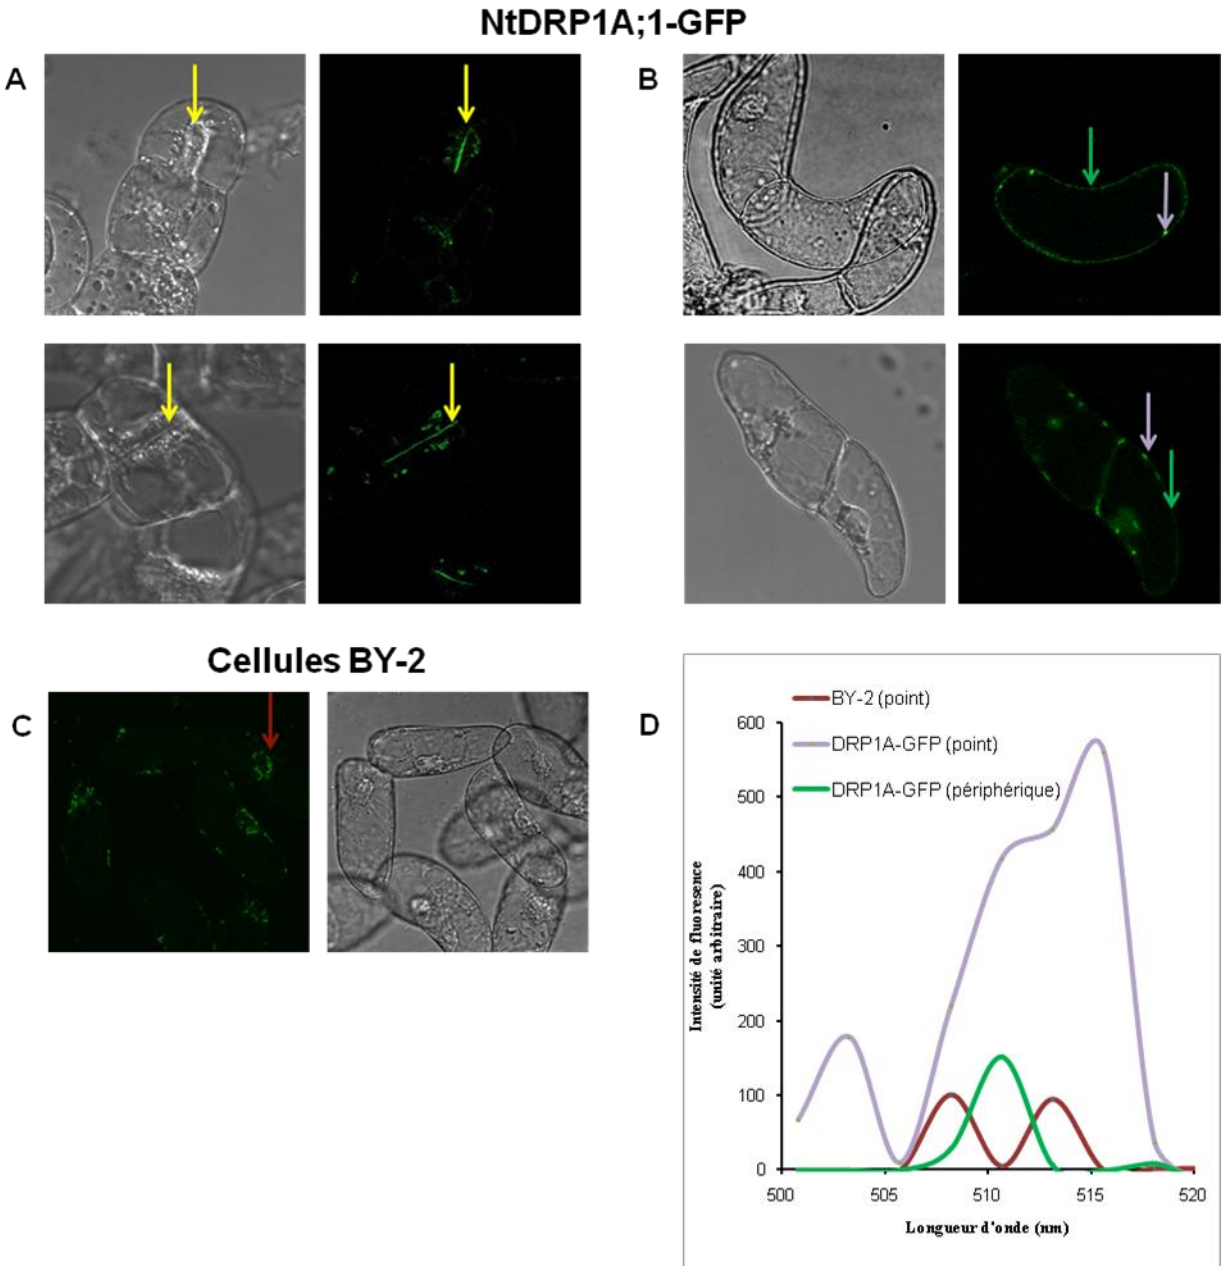 NtDRP1A;1-GFP
A
B
Cellules BY-2
C
D
BY-2 (point)
DRP1A-GFP (point)
DRP1A-GFP (périphérique)
600
500
400
300
200
100
0
Intensité de fluoresence
(unité arbitraire)
500
505
510
515
520
Longueur d'onde (nm)